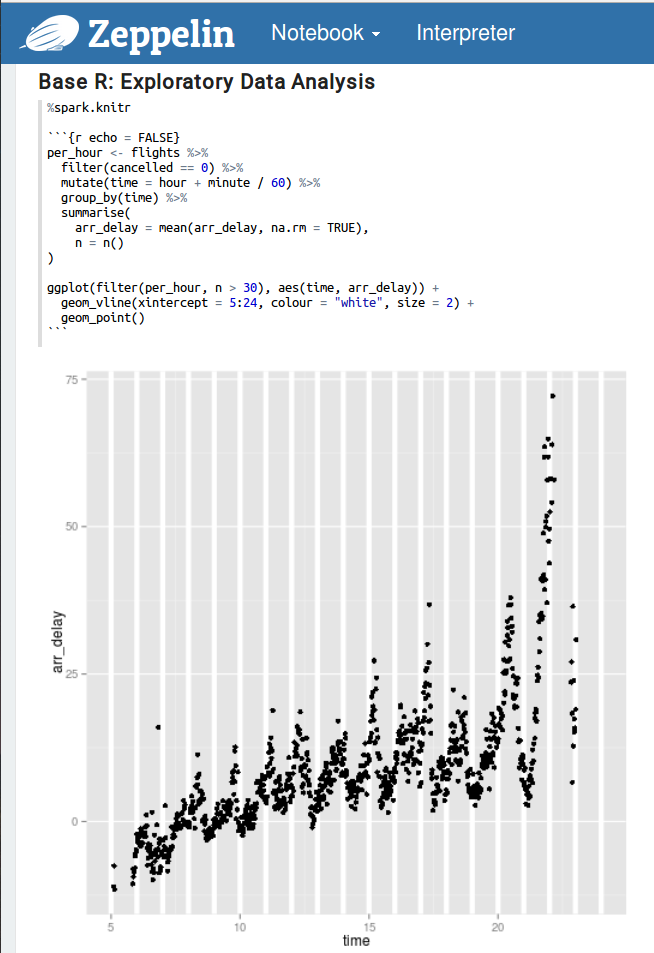 Zeppelin Notebook Interpreter
Base R: Exploratory Data Analysis
%spark.knitr
```{r echo = FALSE}
per_hour <- flights %>%
  filter(cancelled == 0) %>%
  mutate(time = hour + minute / 60) %>%
  group_by(time) %>%
  summarise(
    arr_delay = mean(arr_delay, na.rm = TRUE),
    n = n()
)
ggplot(filter(per_hour, n > 30), aes(time, arr_delay)) +
  geom_vline(xintercept = 5:24, colour = "white", size = 2) +
  geom_point()
```
75
50
arr_delay
25
0
5 10 15 20
time